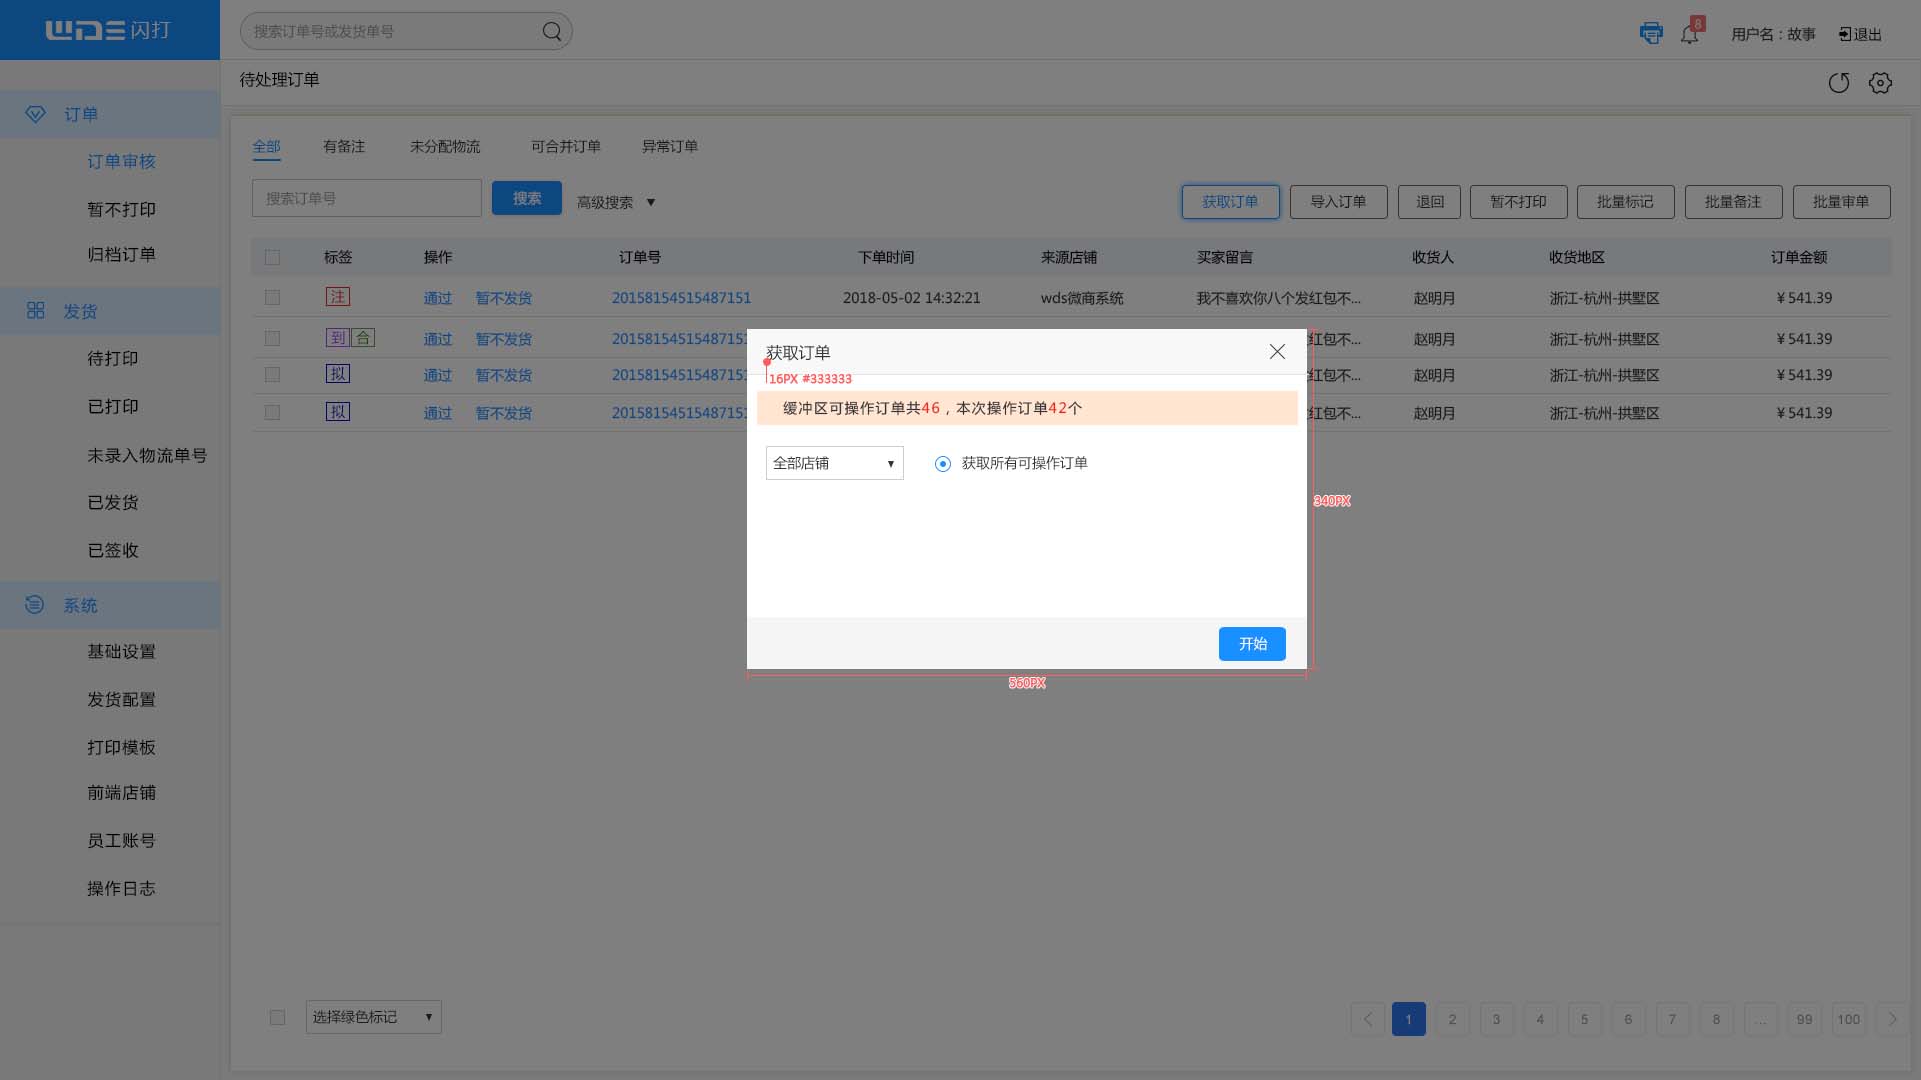 WDS闪打
搜索订单号或发货单号
8
用户名：故事
退出
待处理订单
订单
订单审核
暂不打印
归档订单
发货
待打印
已打印
未录入物流单号
已发货
已签收
系统
基础设置
发货配置
打印模板
前端店铺
员工账号
操作日志
全部 有备注 未分配物流 可合并订单 异常订单
搜索订单号 搜索 高级搜索 ▼ 获取订单 导入订单 退回 暂不打印 批量标记 批量备注 批量审单
标签 操作 订单号 下单时间 来源店铺 买家留言 收货人 收货地区 订单金额
注 通过 暂不发货 20158154515487151 2018-05-02 14:32:21 wds微商系统 我不喜欢你八个发红包不... 赵明月 浙江-杭州-拱墅区 ￥541.39
到 合 通过 暂不发货 20158154515487151 红包不... 赵明月 浙江-杭州-拱墅区 ￥541.39
拟 通过 暂不发货 20158154515487151 红包不... 赵明月 浙江-杭州-拱墅区 ￥541.39
拟 通过 暂不发货 20158154515487151 红包不... 赵明月 浙江-杭州-拱墅区 ￥541.39
获取订单
16PX #333333
缓冲区可操作订单共46，本次操作订单42个
全部店铺 ▼ 获取所有可操作订单
340PX
开始
560PX
选择绿色标记 ▼
1 2 3 4 5 6 7 8 ... 99 100